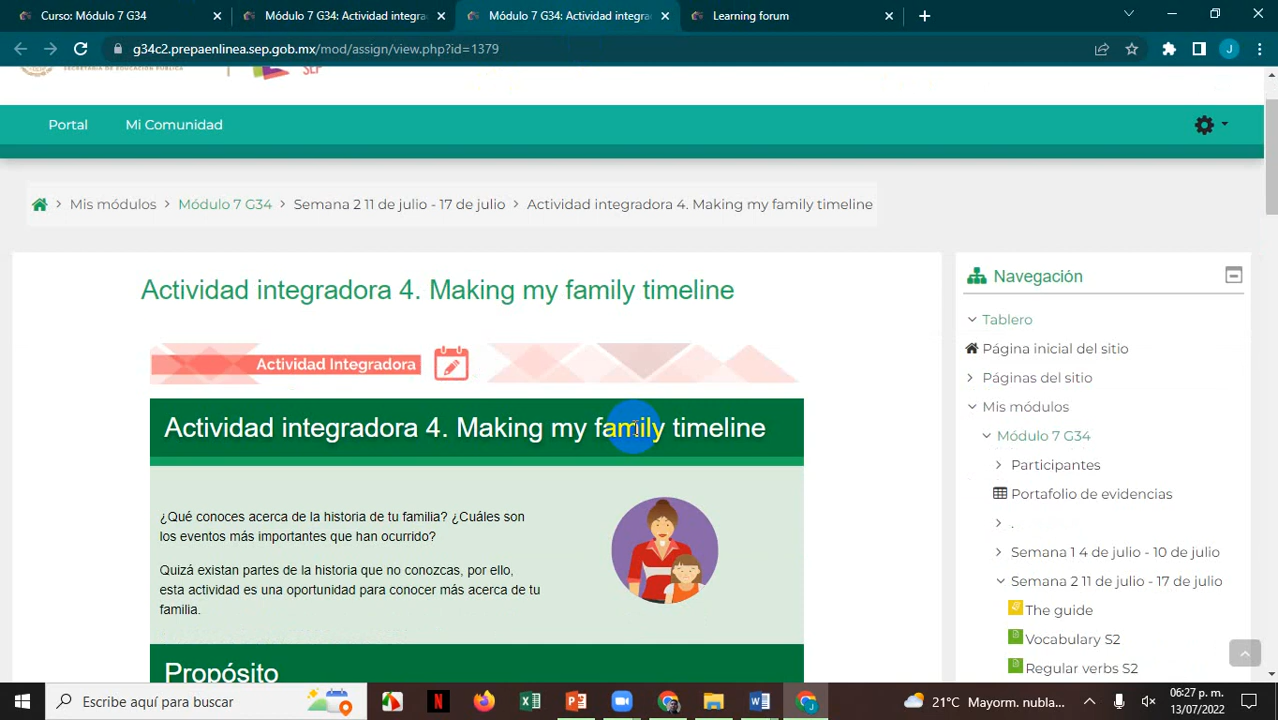 Curso: Módulo 7 G34
Módulo 7 G34: Actividad integra
Módulo 7 G34: Actividad integra
Learning forum
g34c2.prepaenlinea.sep.gob.mx/mod/assign/view.php?id=1379
J
SEP
Portal
Mi Comunidad
Mis módulos > Módulo 7 G34 > Semana 2 11 de julio - 17 de julio > Actividad integradora 4. Making my family timeline
Actividad integradora 4. Making my family timeline
Actividad Integradora
Actividad integradora 4. Making my family timeline
¿Qué conoces acerca de la historia de tu familia? ¿Cuáles son
los eventos más importantes que han ocurrido?
Quizá existan partes de la historia que no conozcas, por ello,
esta actividad es una oportunidad para conocer más acerca de tu
familia.
Propósito
Navegación
Tablero
Página inicial del sitio
Páginas del sitio
Mis módulos
Módulo 7 G34
Participantes
Portafolio de evidencias
.
Semana 1 4 de julio - 10 de julio
Semana 2 11 de julio - 17 de julio
The guide
Vocabulary S2
Regular verbs S2
Escribe aquí para buscar
21°C Mayorm. nubla...
06:27 p. m.
13/07/2022